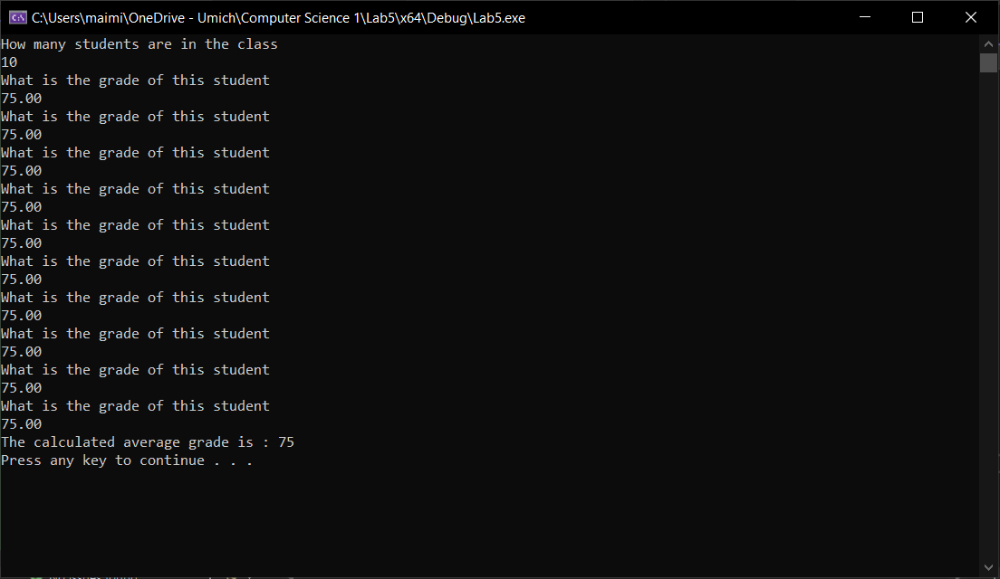 C:\Users\maimi\OneDrive - Umich\Computer Science 1\Lab5\x64\Debug\Lab5.exe
How many students are in the class
10
What is the grade of this student
75.00
What is the grade of this student
75.00
What is the grade of this student
75.00
What is the grade of this student
75.00
What is the grade of this student
75.00
What is the grade of this student
75.00
What is the grade of this student
75.00
What is the grade of this student
75.00
What is the grade of this student
75.00
What is the grade of this student
75.00
The calculated average grade is : 75
Press any key to continue . . .